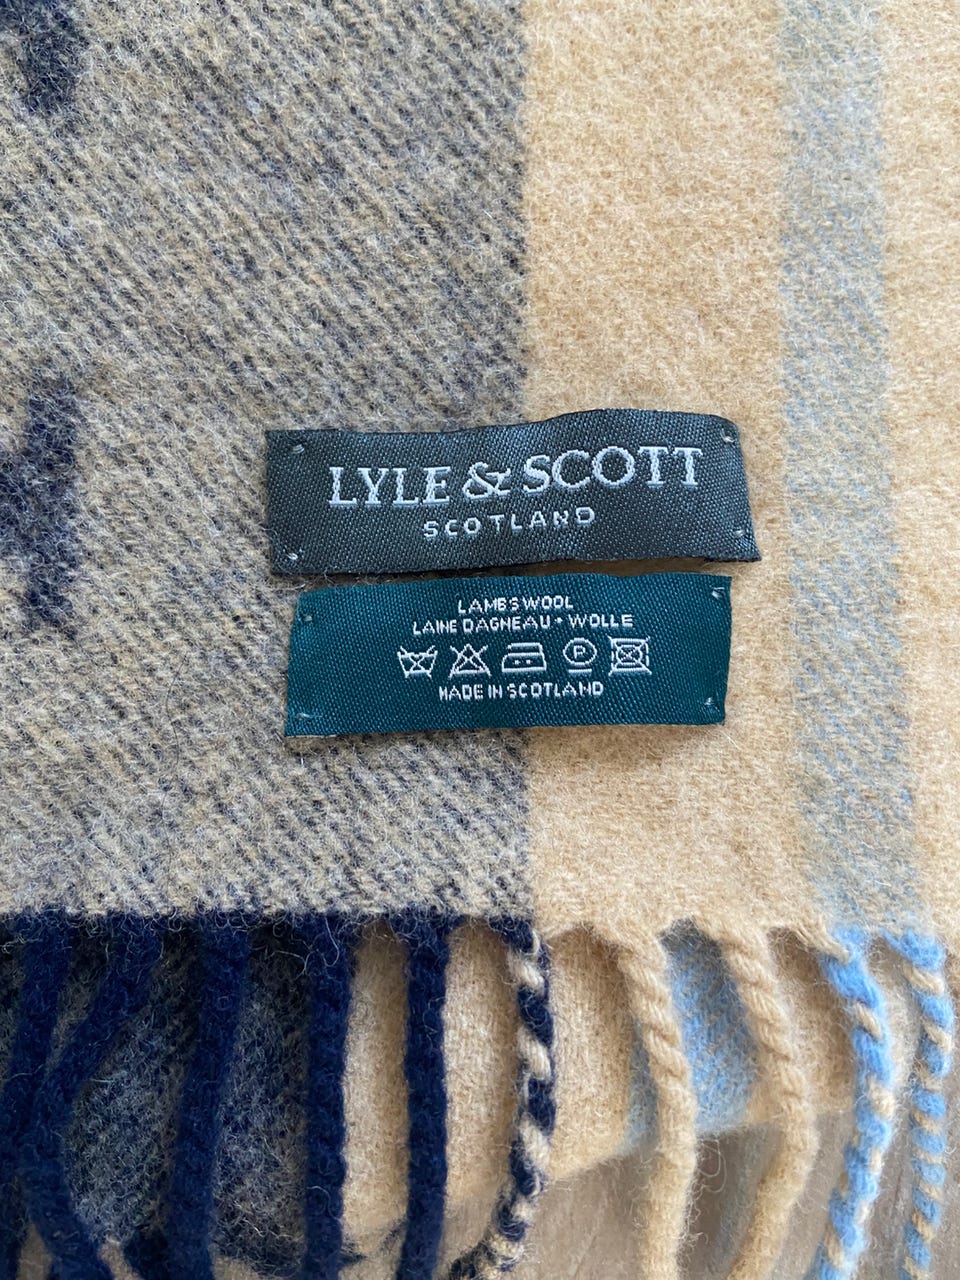 LYLE & SCOTT
SCOTLAND
LAMBSWOOL
LAINE DAGNEAU • WOLLE
P
MADE IN SCOTLAND